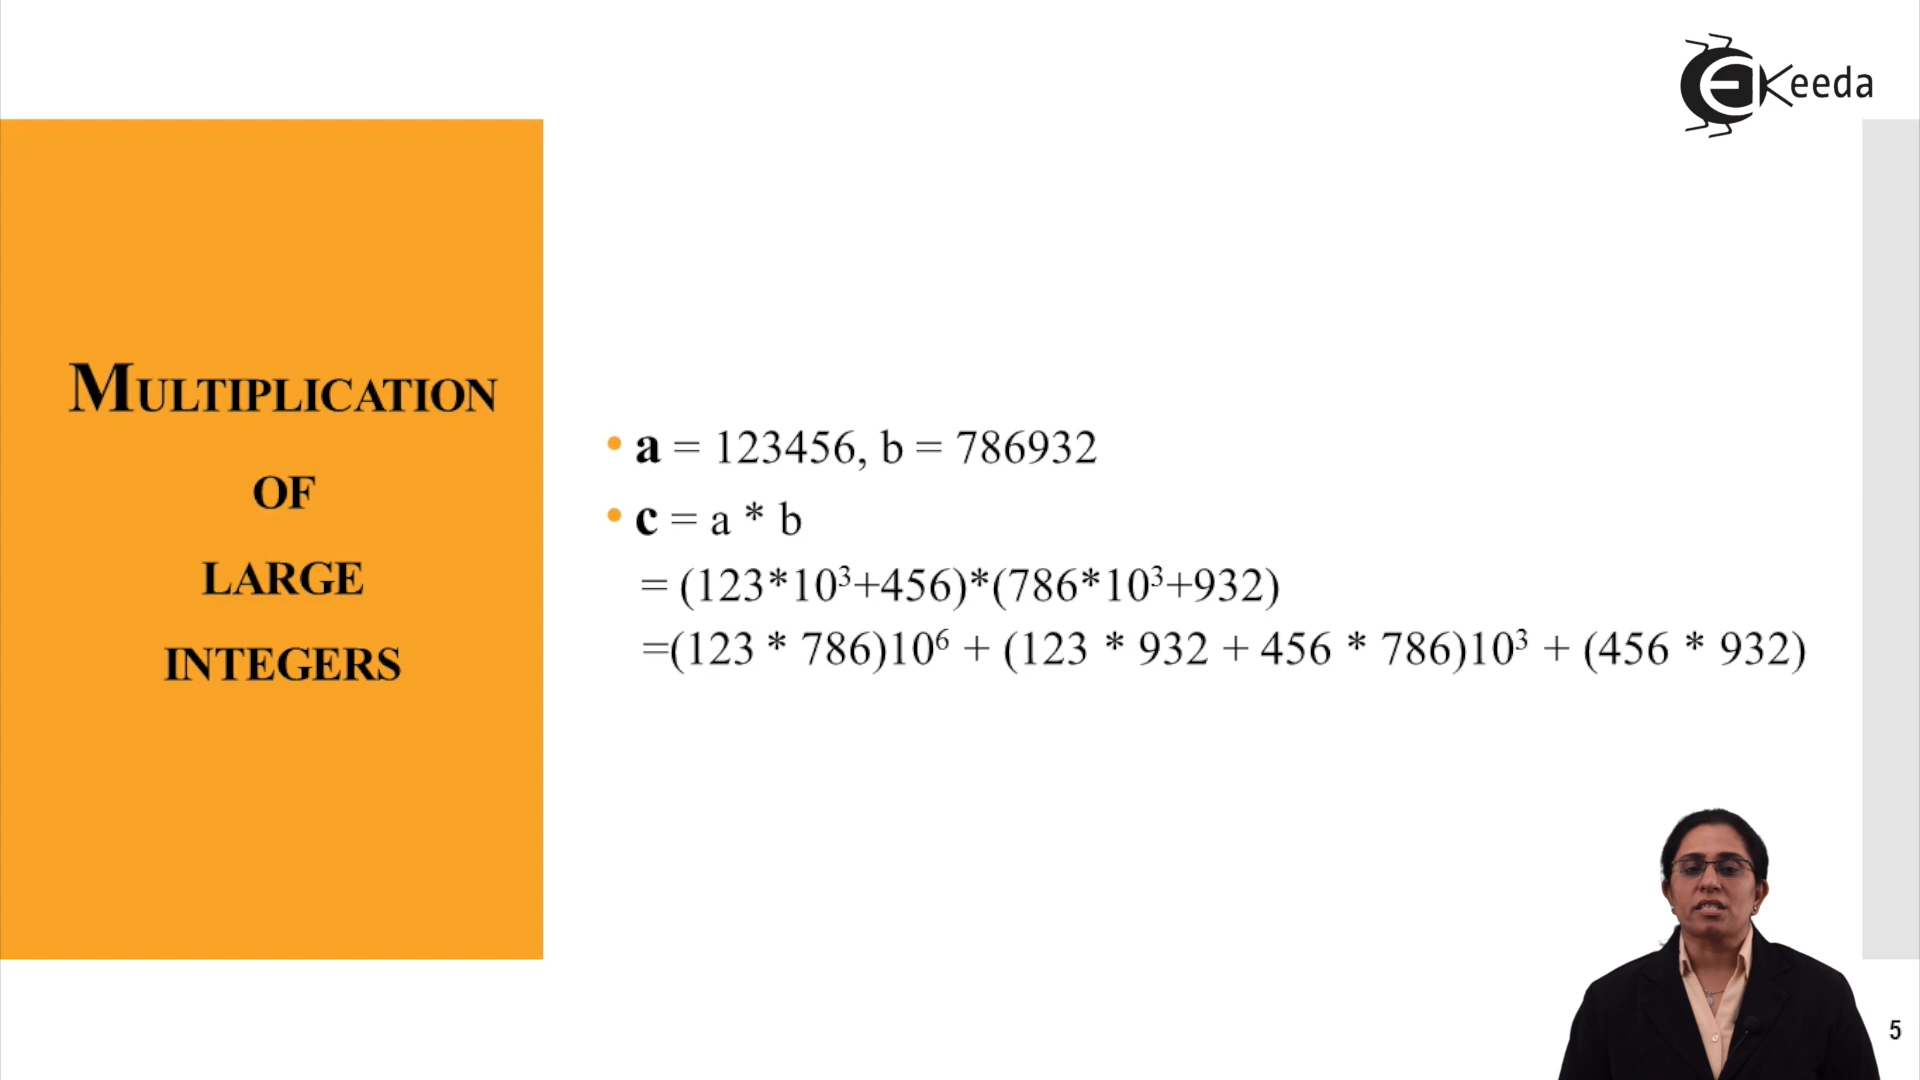 EKeeda
MULTIPLICATION
OF
LARGE
INTEGERS
• a = 123456, b = 786932
• c = a * b
= (123*10³+456)*(786*10³+932)
=(123 * 786)10⁶ + (123 * 932 + 456 * 786)10³ + (456 * 932)
5